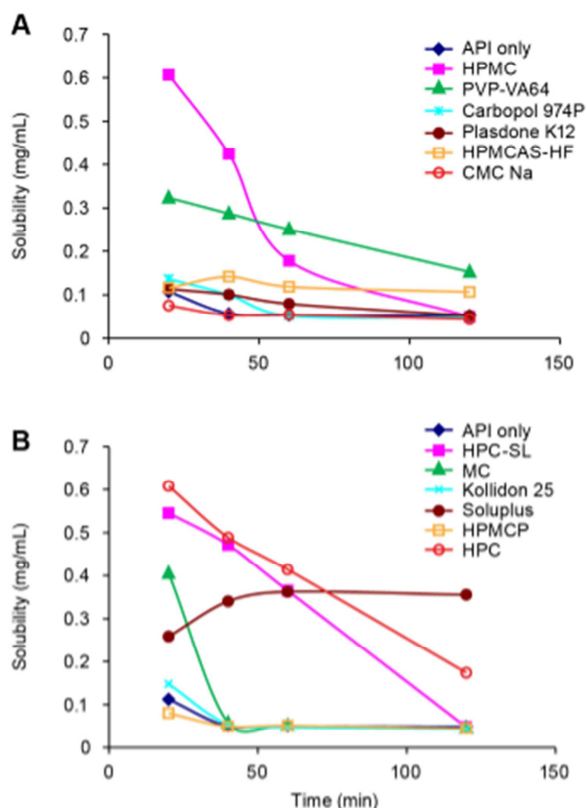 A
Solubility (mg/mL)
0.7
0.6
0.5
0.4
0.3
0.2
0.1
0
0 50 100 150
API only
HPMC
PVP-VA64
Carbopol 974P
Plasdone K12
HPMCAS-HF
CMC Na
B
Solubility (mg/mL)
0.7
0.6
0.5
0.4
0.3
0.2
0.1
0
0 50 100 150
Time (min)
API only
HPC-SL
MC
Kollidon 25
Soluplus
HPMCP
HPC